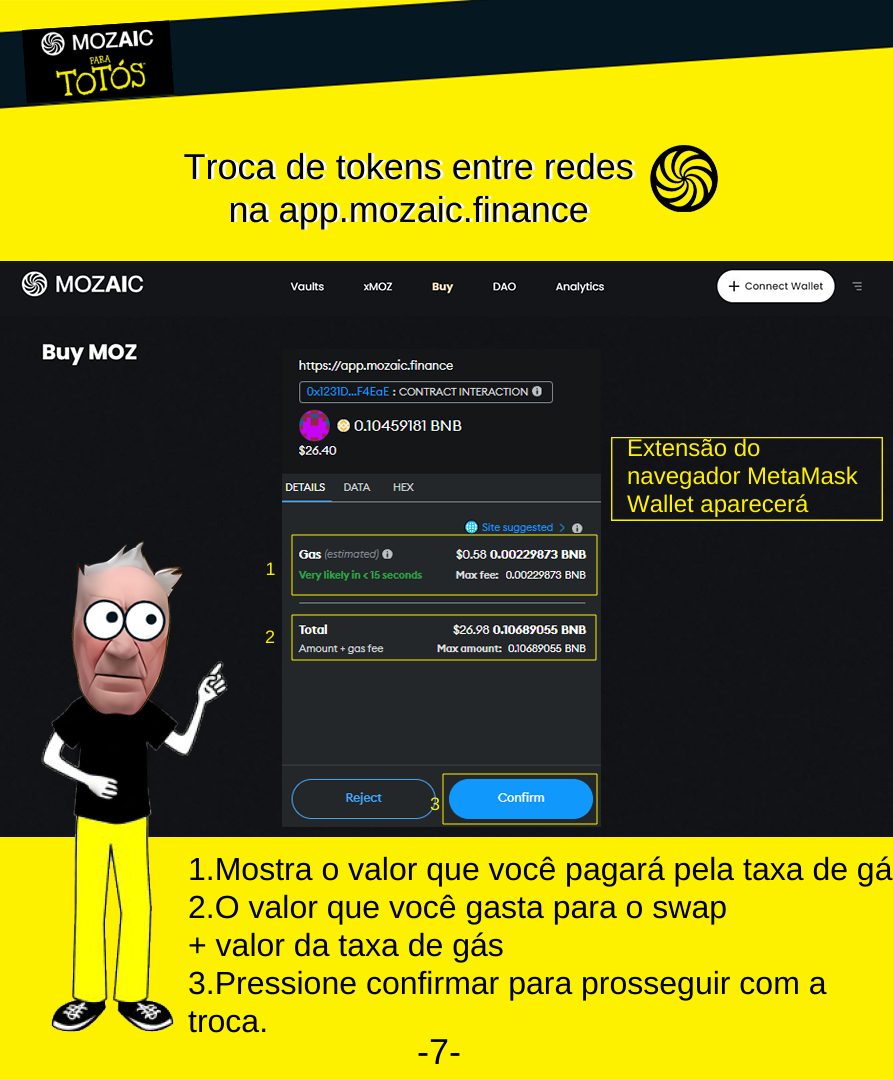 MOZAIC
PARA
TOTÓS
Troca de tokens entre redes
na app.mozaic.finance
MOZAIC
Vaults
xMOZ
Buy
DAO
Analytics
+ Connect Wallet
Buy MOZ
https://app.mozaic.finance
0x1231D...F4EaE : CONTRACT INTERACTION
0.10459181 BNB
$26.40
Extensão do
navegador MetaMask
Wallet aparecerá
DETAILS DATA HEX
Site suggested >
1
Gas (estimated) $0.58 0.00229873 BNB
Very likely in < 15 seconds Max fee: 0.00229873 BNB
2
Total $26.98 0.10689055 BNB
Amount + gas fee Max amount: 0.10689055 BNB
Reject
3
Confirm
1.Mostra o valor que você pagará pela taxa de gá
2.O valor que você gasta para o swap
+ valor da taxa de gás
3.Pressione confirmar para prosseguir com a
troca.
-7-